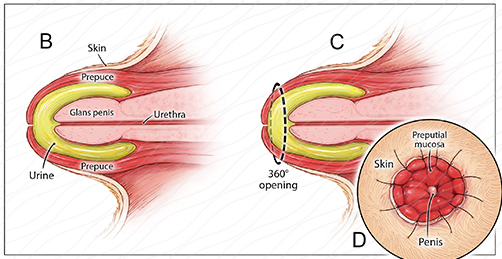 B
Skin
Prepuce
Glans penis
Urethra
Urine
Prepuce
C
360°
opening
Preputial
mucosa
Skin
Penis
D